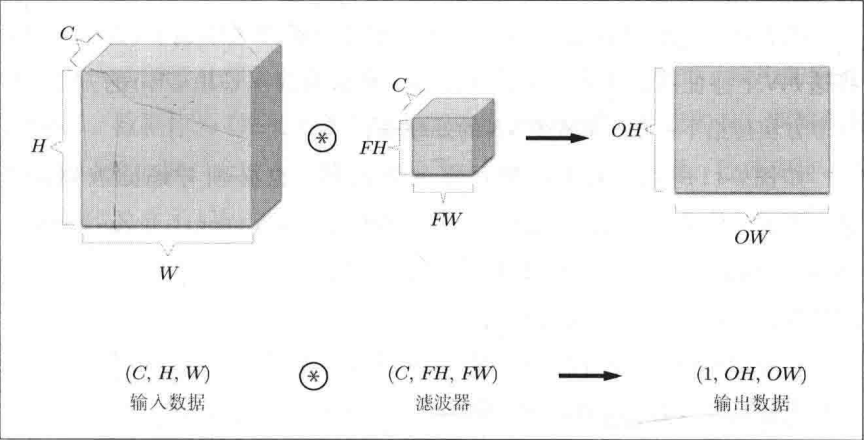 C
H
W
C
FH
FW
OH
OW
(C, H, W) ⊛ (C, FH, FW) → (1, OH, OW)
输入数据 滤波器 输出数据